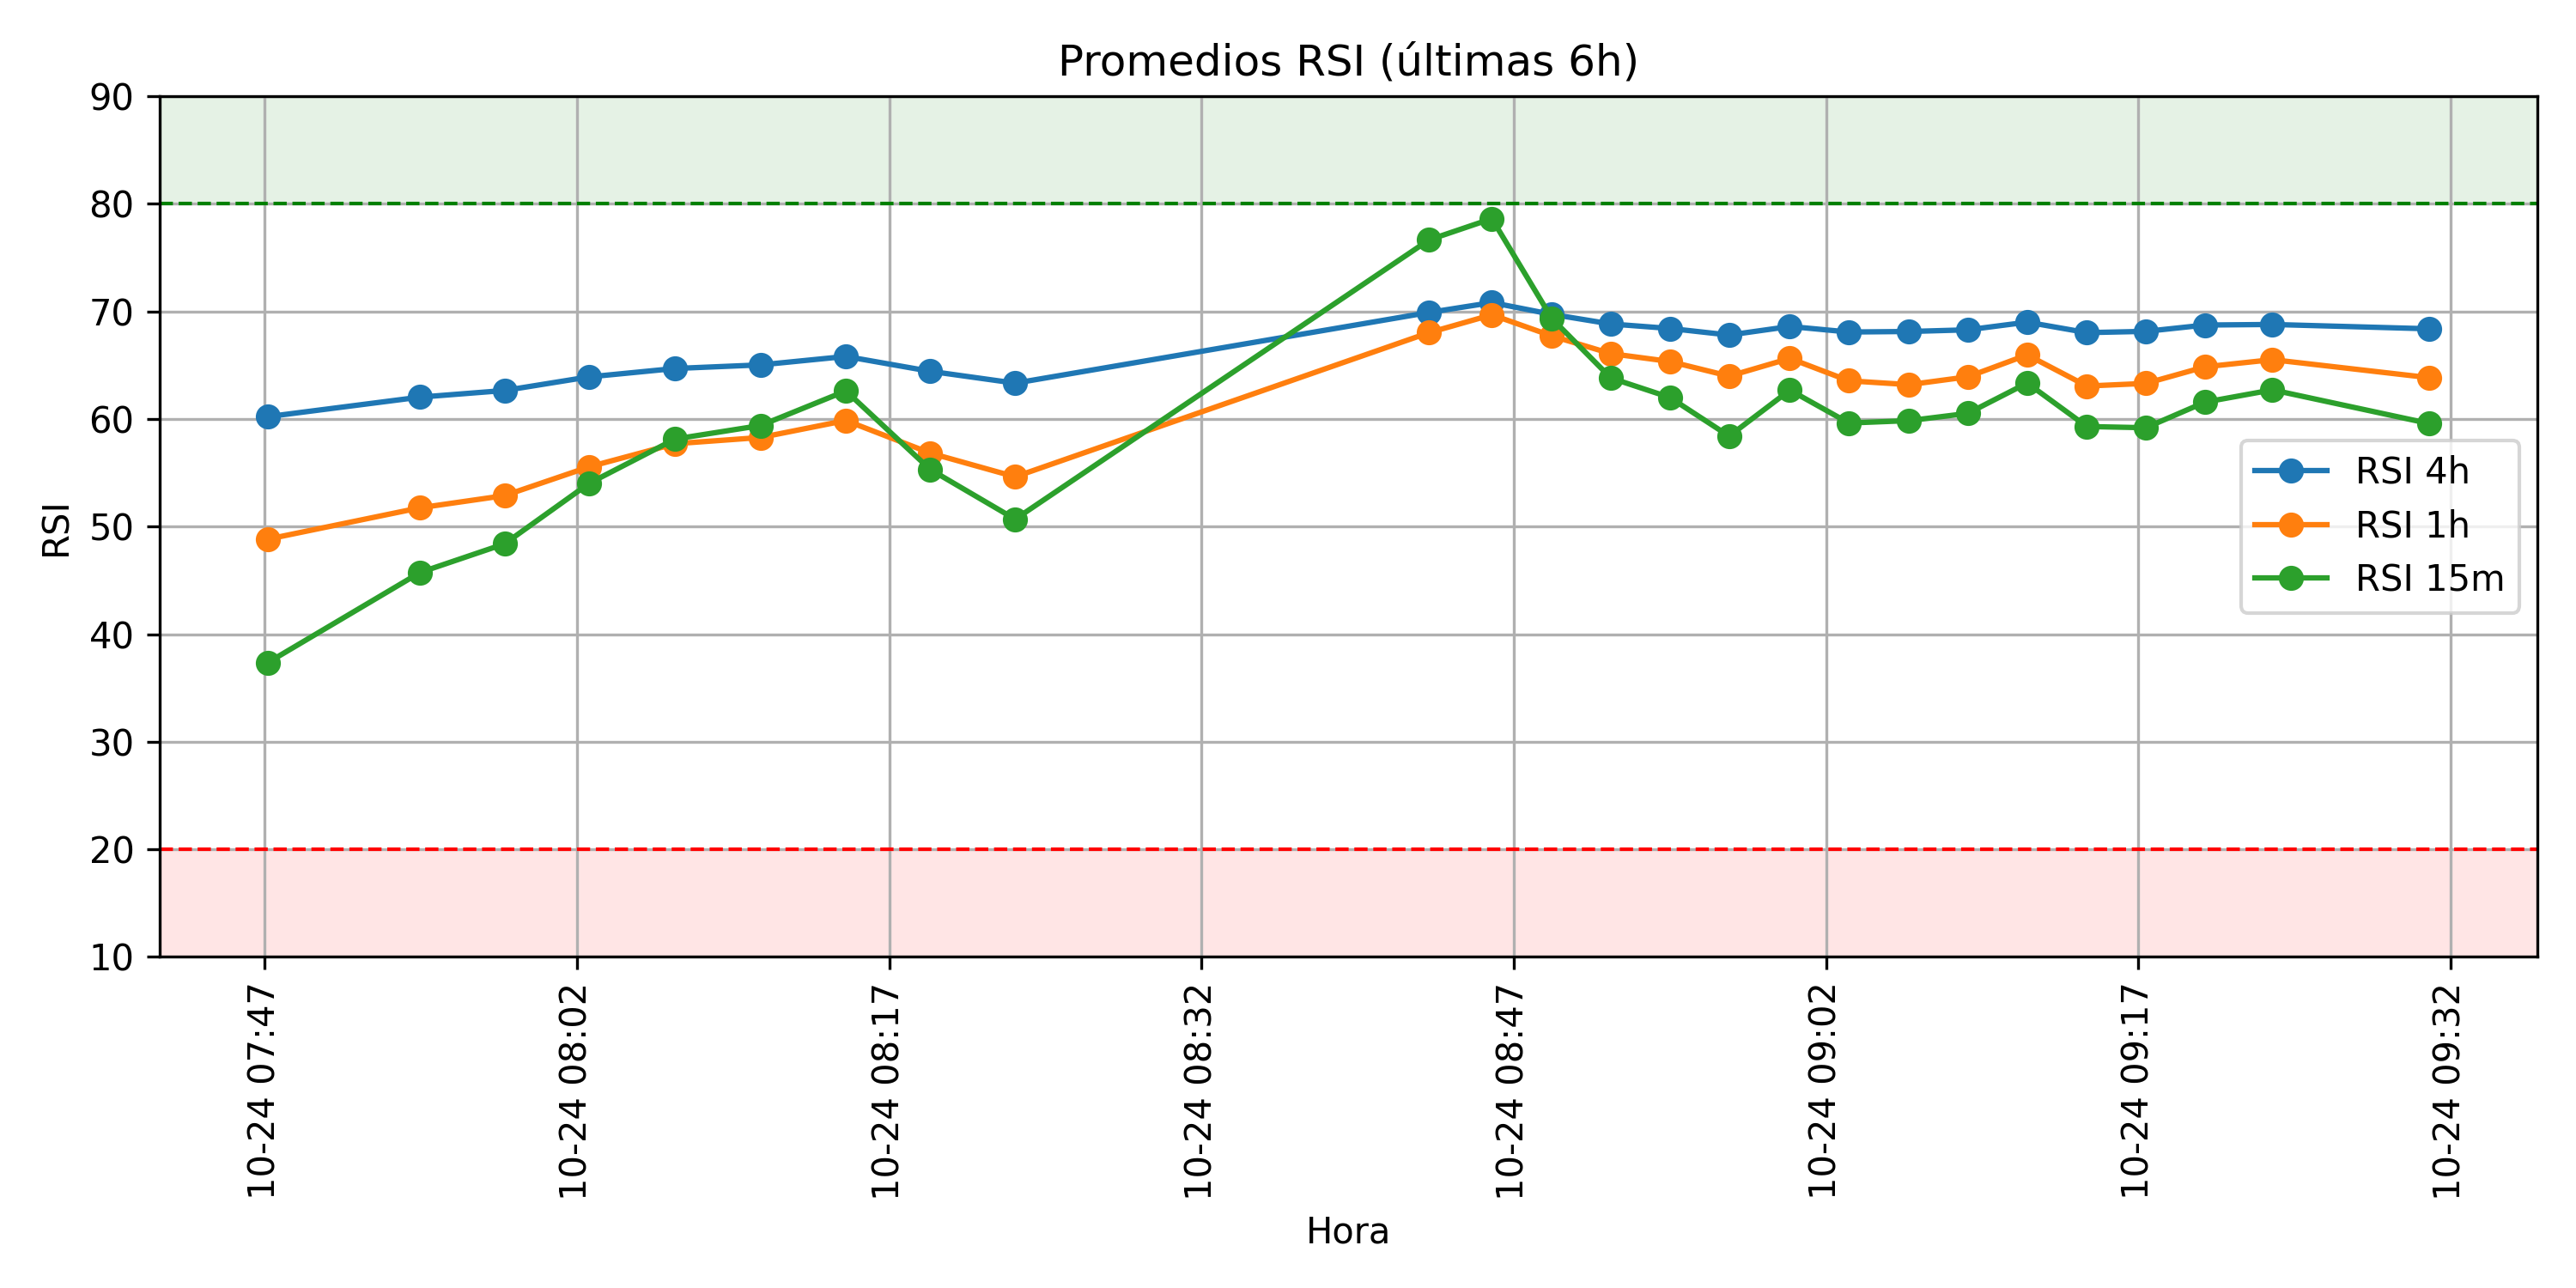 Promedios RSI (últimas 6h)
90
80
70
60
50
40
30
20
10
RSI
RSI 4h
RSI 1h
RSI 15m
10-24 07:47
10-24 08:02
10-24 08:17
10-24 08:32
10-24 08:47
10-24 09:02
10-24 09:17
10-24 09:32
Hora